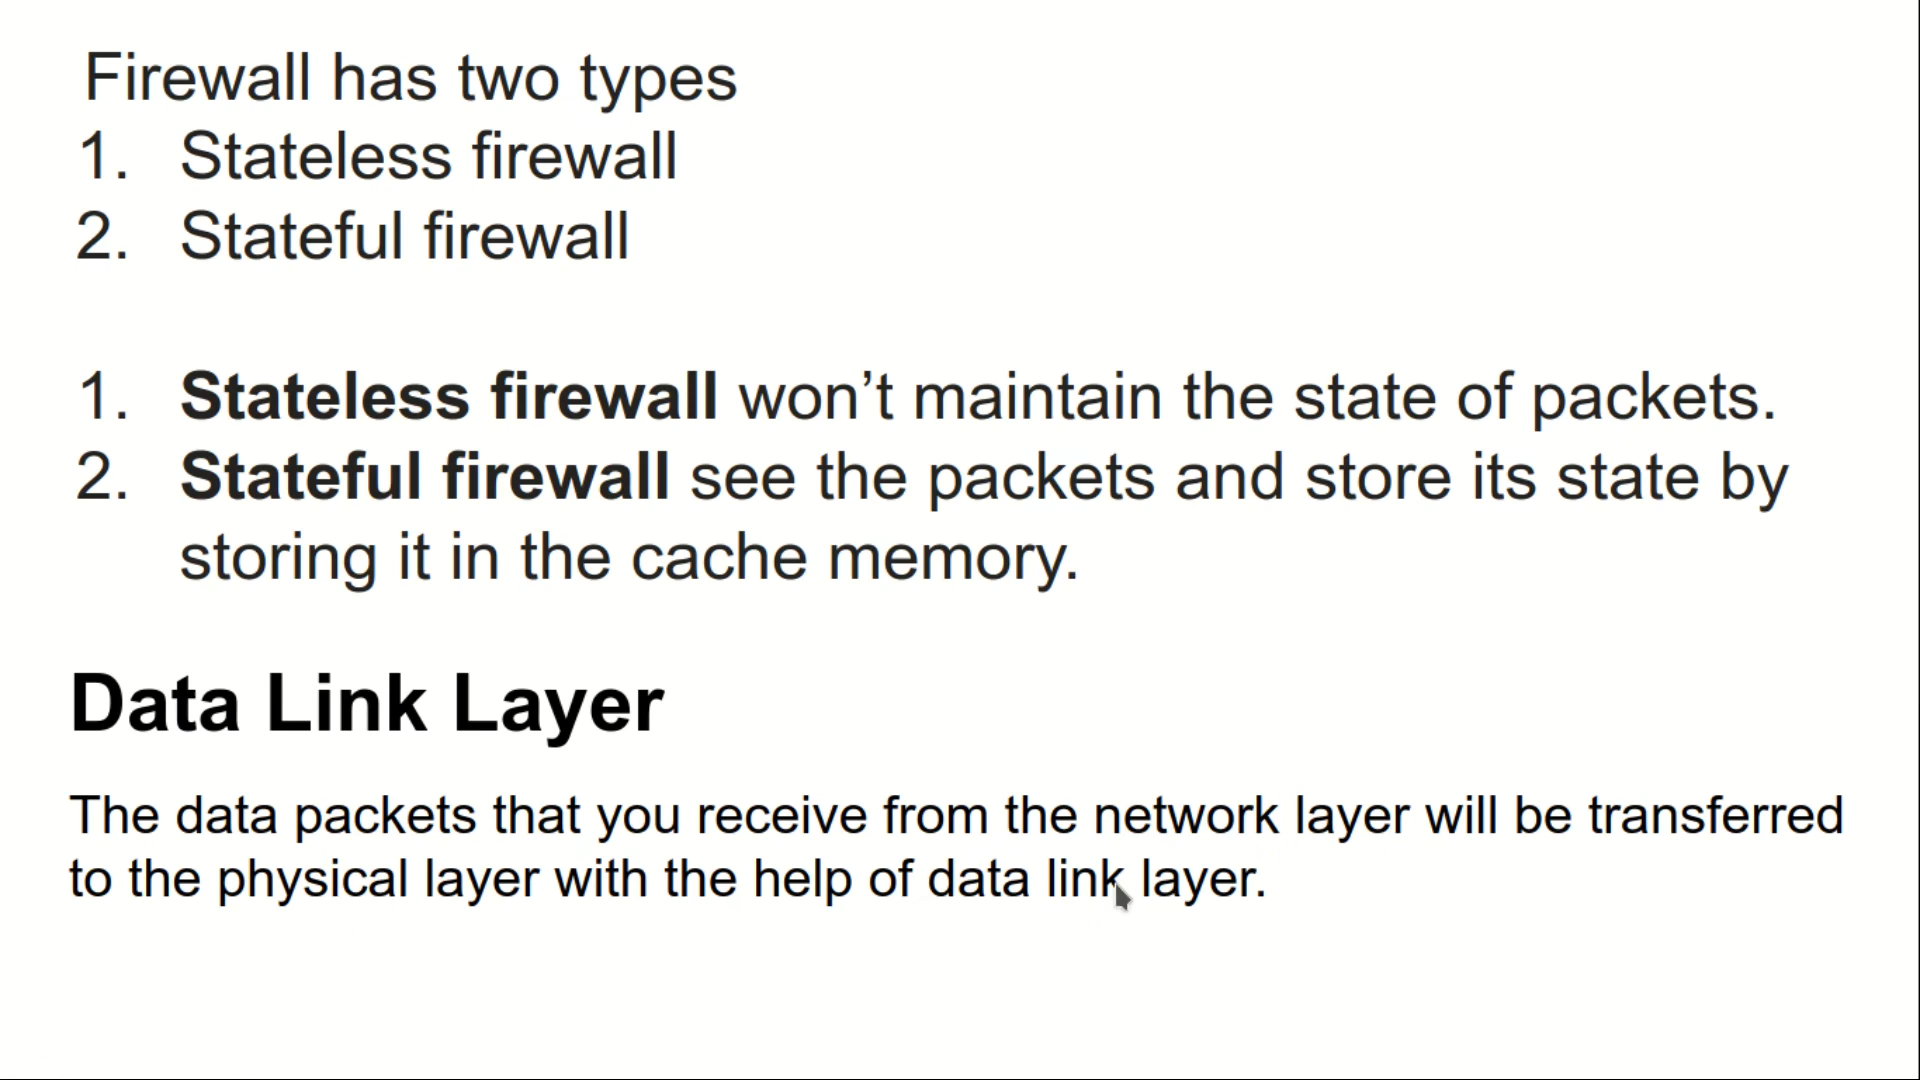 Firewall has two types
1. Stateless firewall
2. Stateful firewall
1. Stateless firewall won’t maintain the state of packets.
2. Stateful firewall see the packets and store its state by
storing it in the cache memory.
Data Link Layer
The data packets that you receive from the network layer will be transferred
to the physical layer with the help of data link layer.